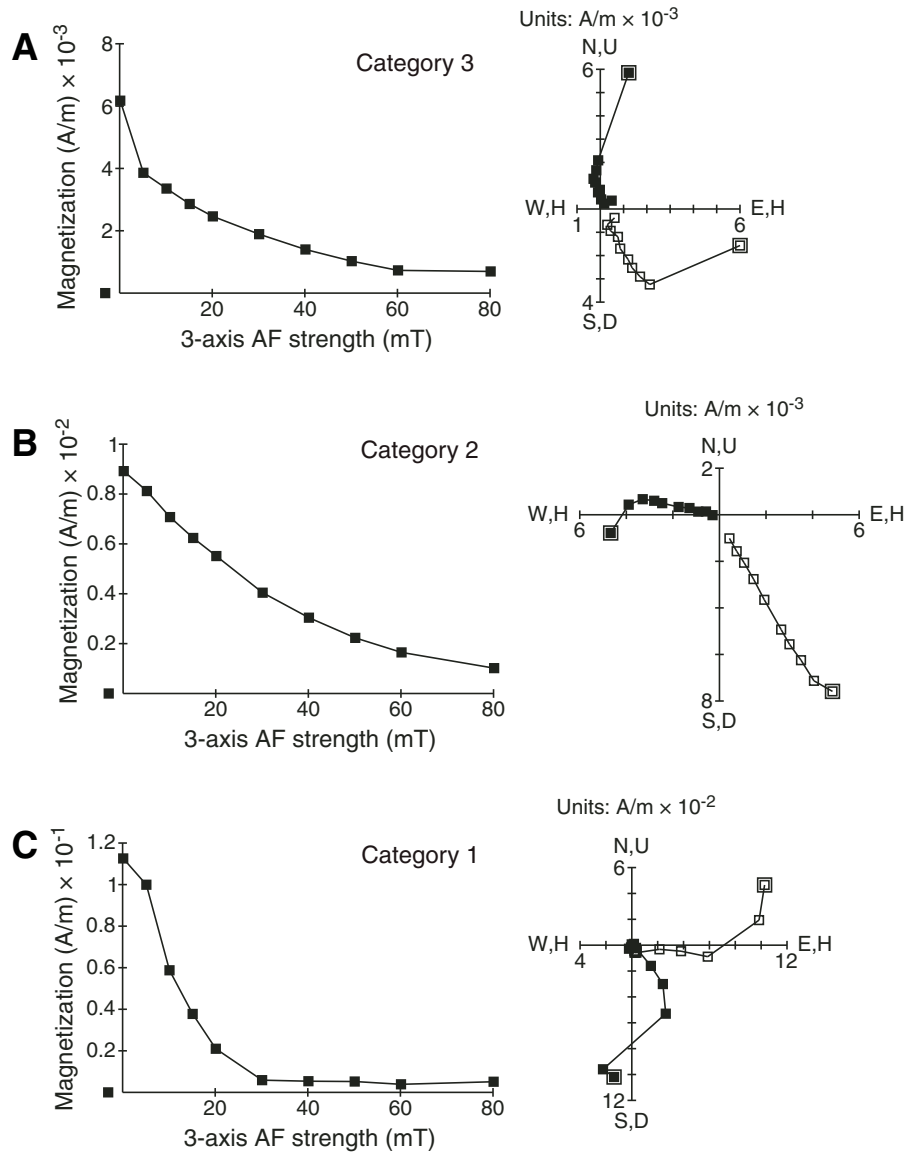 A
Magnetization (A/m) × 10-3
8
6
4
2
Category 3
20 40 60 80
3-axis AF strength (mT)
Units: A/m × 10-3
N,U
6
W,H 1 6 E,H
4
S,D
B
Magnetization (A/m) × 10-2
1
0.8
0.6
0.4
0.2
Category 2
20 40 60 80
3-axis AF strength (mT)
Units: A/m × 10-3
N,U
2
W,H 6 6 E,H
8
S,D
C
Magnetization (A/m) × 10-1
1.2
1
0.8
0.6
0.4
0.2
Category 1
20 40 60 80
3-axis AF strength (mT)
Units: A/m × 10-2
N,U
6
W,H 4 12 E,H
12
S,D